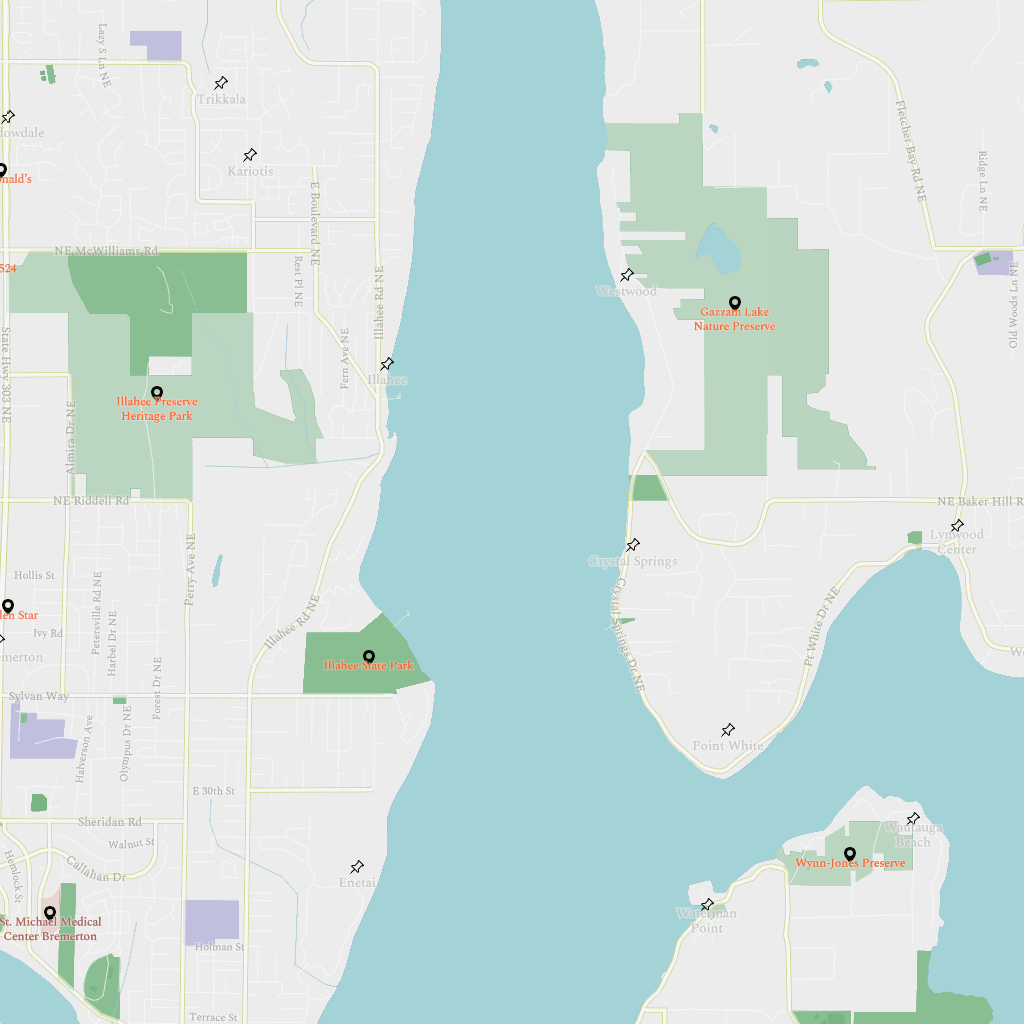 Lazy S Ln NE
Trikkala
Fletcher Bay Rd NE
Kariotis
Ridge Ln NE
E Boulevard NE
NE McWilliams Rd
Rest Pl NE
Illahee Rd NE
524
Westwood
Old Woods Ln NE
Gazzam Lake
Nature Preserve
State Hwy 303 NE
Fern Ave NE
Illahee
Illahee Preserve
Heritage Park
Almira Dr NE
NE Riddell Rd
NE Baker Hill R
Lynwood
Center
Crystal Springs
Perry Ave NE
Hollis St
Petersville Rd NE
Harbel Dr NE
Crystal Springs Dr NE
Pt White Dr NE
len Star
Illahee Rd NE
Ivy Rd
emerton
Illahee State Park
Forest Dr NE
Sylvan Way
Halverson Ave
Olympus Dr NE
Point White
E 30th St
Sheridan Rd
Walnut St
Wautauga
Beach
Hemlock St
Callahan Dr
Wynn-Jones Preserve
Enetai
Waterman
Point
St. Michael Medical
Center Bremerton
Holman St
Terrace St